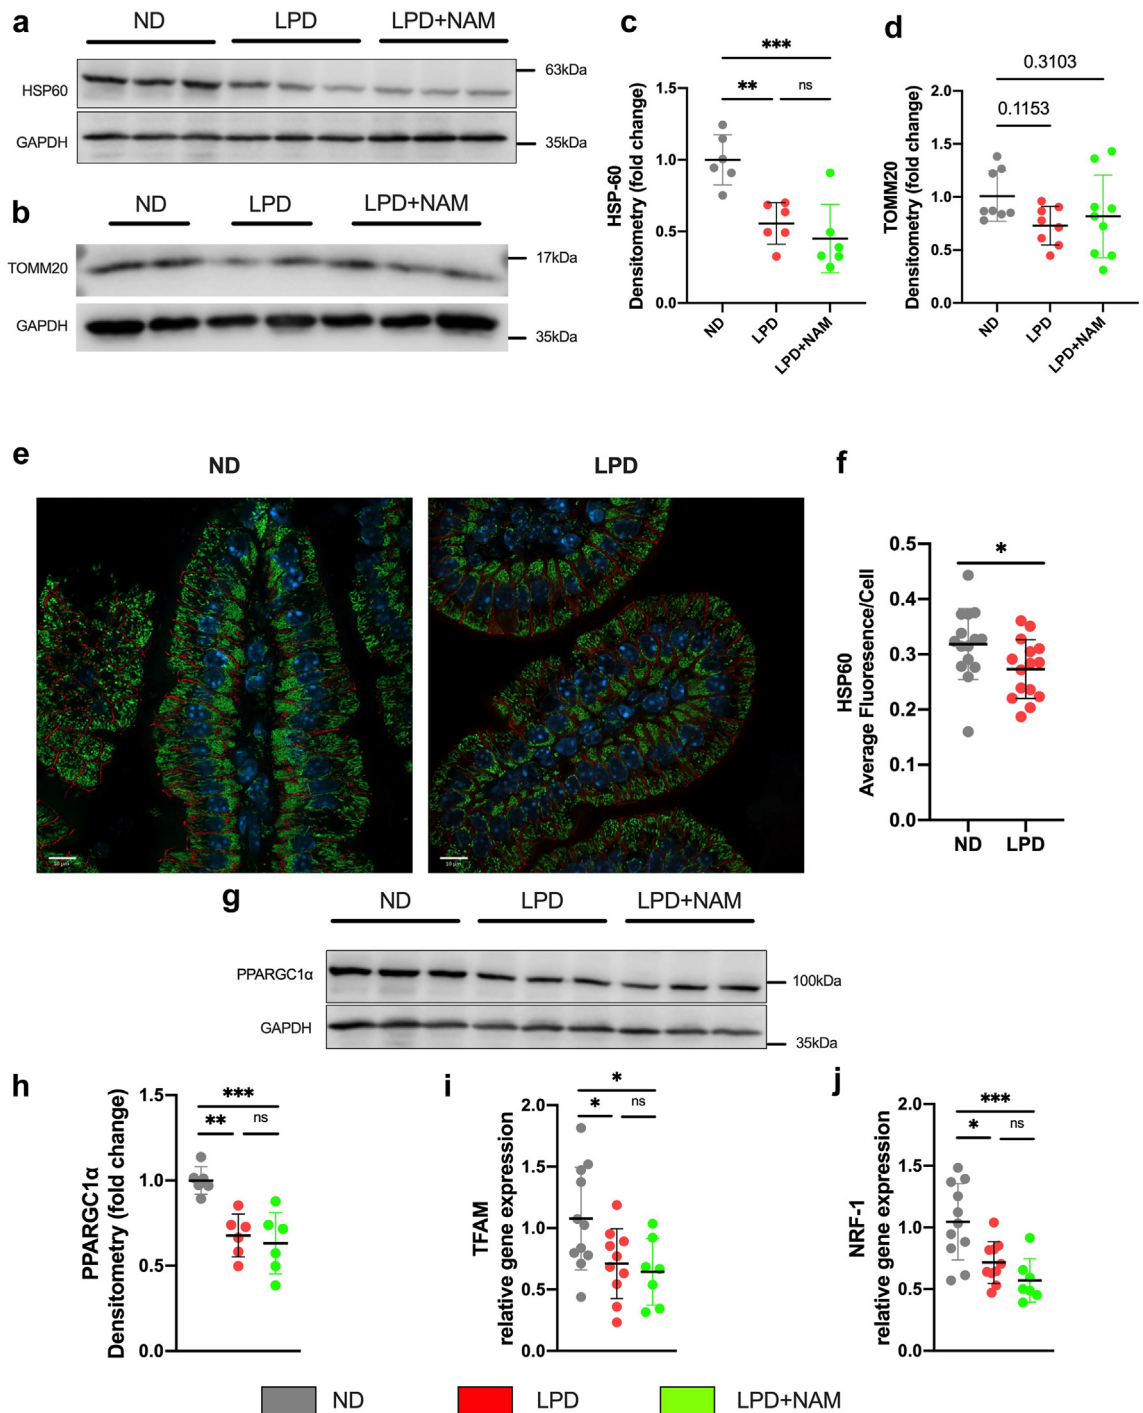 a
ND LPD LPD+NAM
HSP60
63kDa
GAPDH
35kDa
b
ND LPD LPD+NAM
TOMM20
17kDa
GAPDH
35kDa
c
HSP-60
Densitometry (fold change)
***
** ns
1.5
1.0
0.5
0.0
ND LPD LPD+NAM
d
TOMM20
Densitometry (fold change)
0.3103
0.1153
2.0
1.5
1.0
0.5
0.0
ND LPD LPD+NAM
e
ND LPD
10 µm
10 µm
f
HSP60
Average Fluoresence/Cell
*
0.5
0.4
0.3
0.2
0.1
0.0
ND LPD
g
ND LPD LPD+NAM
PPARGC1α
100kDa
GAPDH
35kDa
h
PPARGC1α
Densitometry (fold change)
***
** ns
1.5
1.0
0.5
0.0
i
TFAM
relative gene expression
*
* ns
2.0
1.5
1.0
0.5
0.0
j
NRF-1
relative gene expression
***
* ns
2.0
1.5
1.0
0.5
0.0
ND LPD LPD+NAM